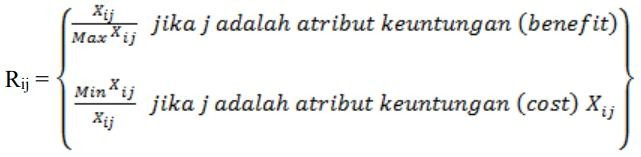 X_ij / Max X_ij jika j adalah atribut keuntungan (benefit)
R_ij =
Min X_ij / X_ij jika j adalah atribut keuntungan (cost) X_ij